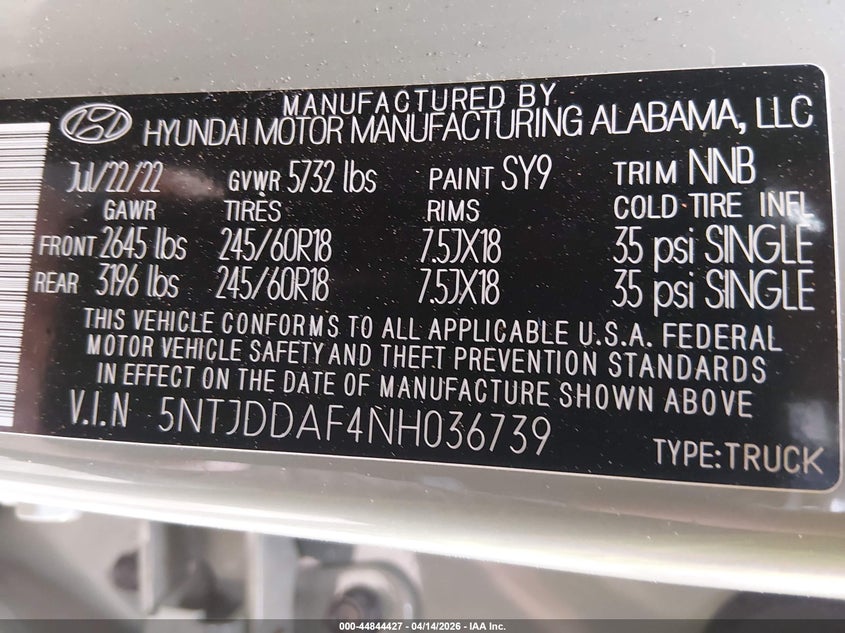 MANUFACTURED BY
HYUNDAI MOTOR MANUFACTURING ALABAMA, LLC
Jul/22/22 GVWR 5732 lbs PAINT SY9 TRIM NNB
GAWR TIRES RIMS COLD TIRE INFL
FRONT 2645 lbs 245/60R18 7.5JX18 35 psi SINGLE
REAR 3196 lbs 245/60R18 7.5JX18 35 psi SINGLE
THIS VEHICLE CONFORMS TO ALL APPLICABLE U.S.A. FEDERAL
MOTOR VEHICLE SAFETY AND THEFT PREVENTION STANDARDS
IN EFFECT ON THE DATE OF MANUFACTURE SHOWN ABOVE
V.I.N 5NTJDDAF4NH036739 TYPE:TRUCK
000-44844427 - 04/14/2026 - IAA Inc.